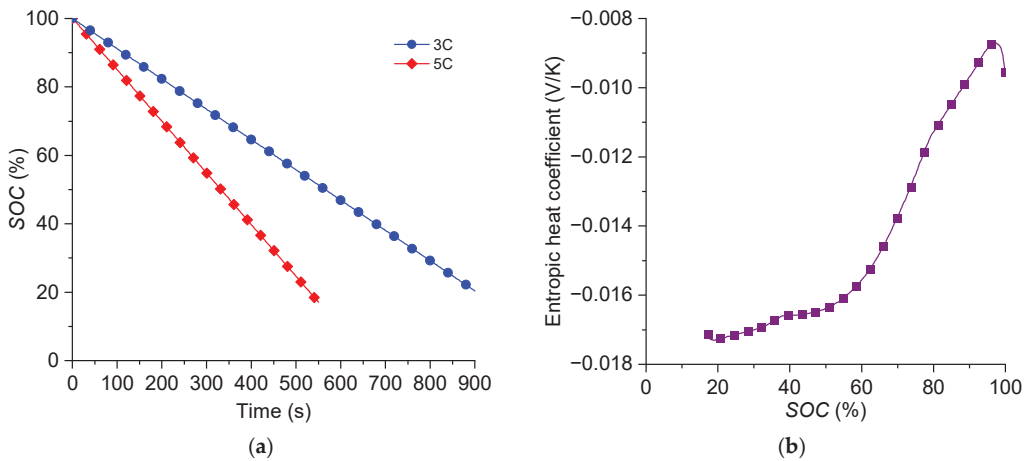 100
80
60
40
20
0
SOC (%)
0 100 200 300 400 500 600 700 800 900
Time (s)
3C
5C
(a)
−0.008
−0.010
−0.012
−0.014
−0.016
−0.018
Entropic heat coefficient (V/K)
0 20 40 60 80 100
SOC (%)
(b)